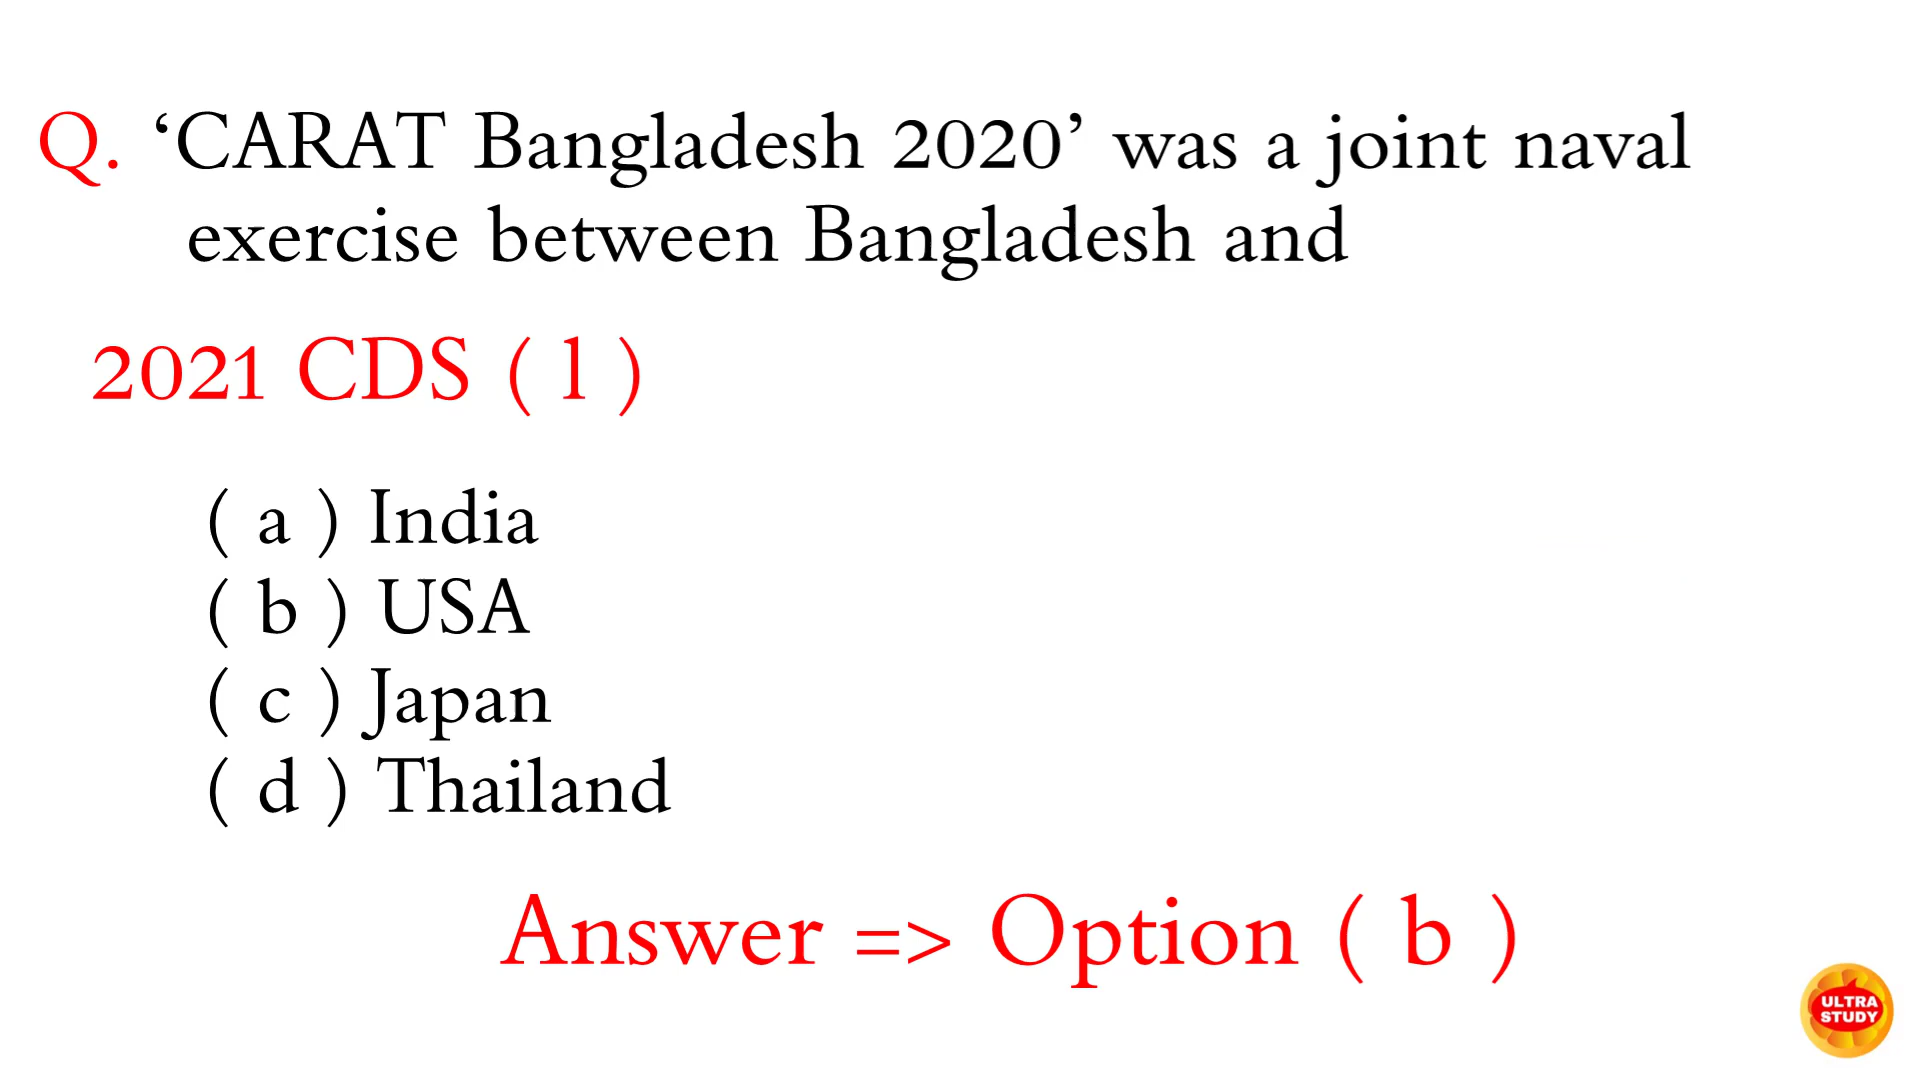 Q. ‘CARAT Bangladesh 2020’ was a joint naval
exercise between Bangladesh and
2021 CDS ( l )
( a ) India
( b ) USA
( c ) Japan
( d ) Thailand
Answer => Option ( b )
ULTRA
STUDY